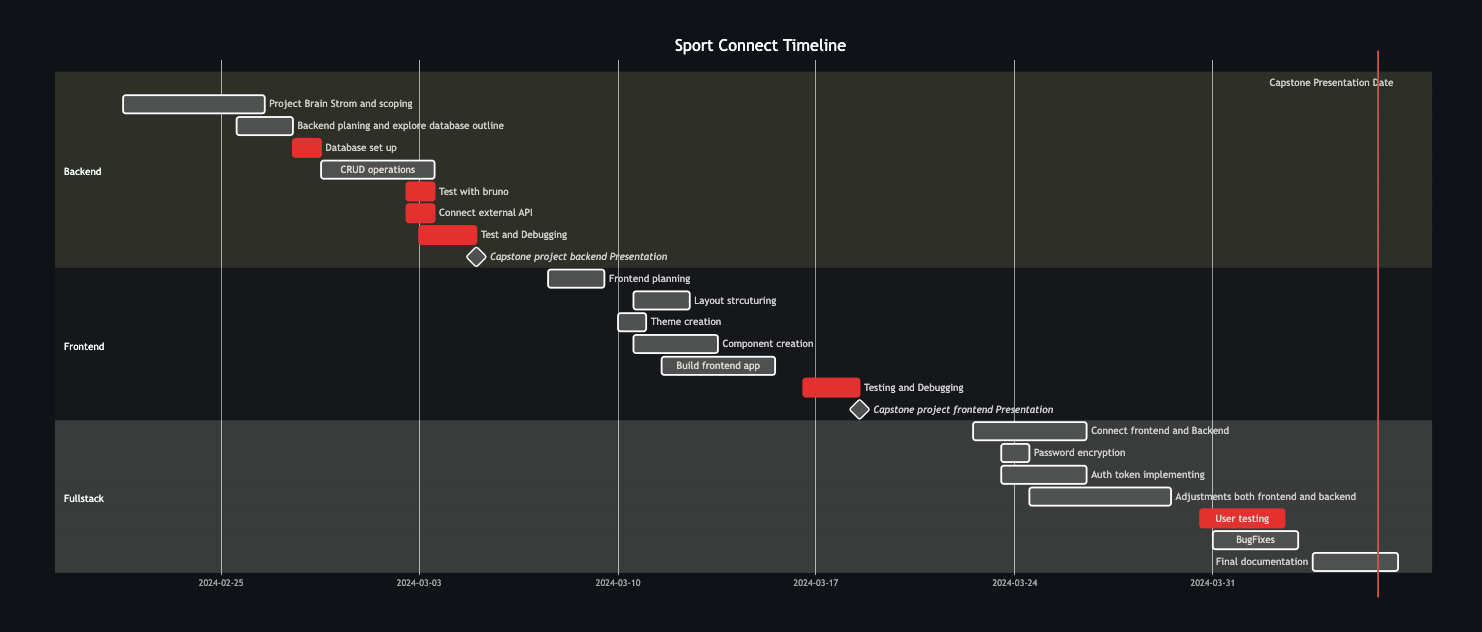 Sport Connect Timeline
Capstone Presentation Date
Project Brain Strom and scoping
Backend planing and explore database outline
Database set up
CRUD operations
Backend
Test with bruno
Connect external API
Test and Debugging
Capstone project backend Presentation
Frontend planning
Layout strcuturing
Theme creation
Component creation
Frontend
Build frontend app
Testing and Debugging
Capstone project frontend Presentation
Connect frontend and Backend
Password encryption
Auth token implementing
Adjustments both frontend and backend
Fullstack
User testing
BugFixes
Final documentation
2024-02-25
2024-03-03
2024-03-10
2024-03-17
2024-03-24
2024-03-31